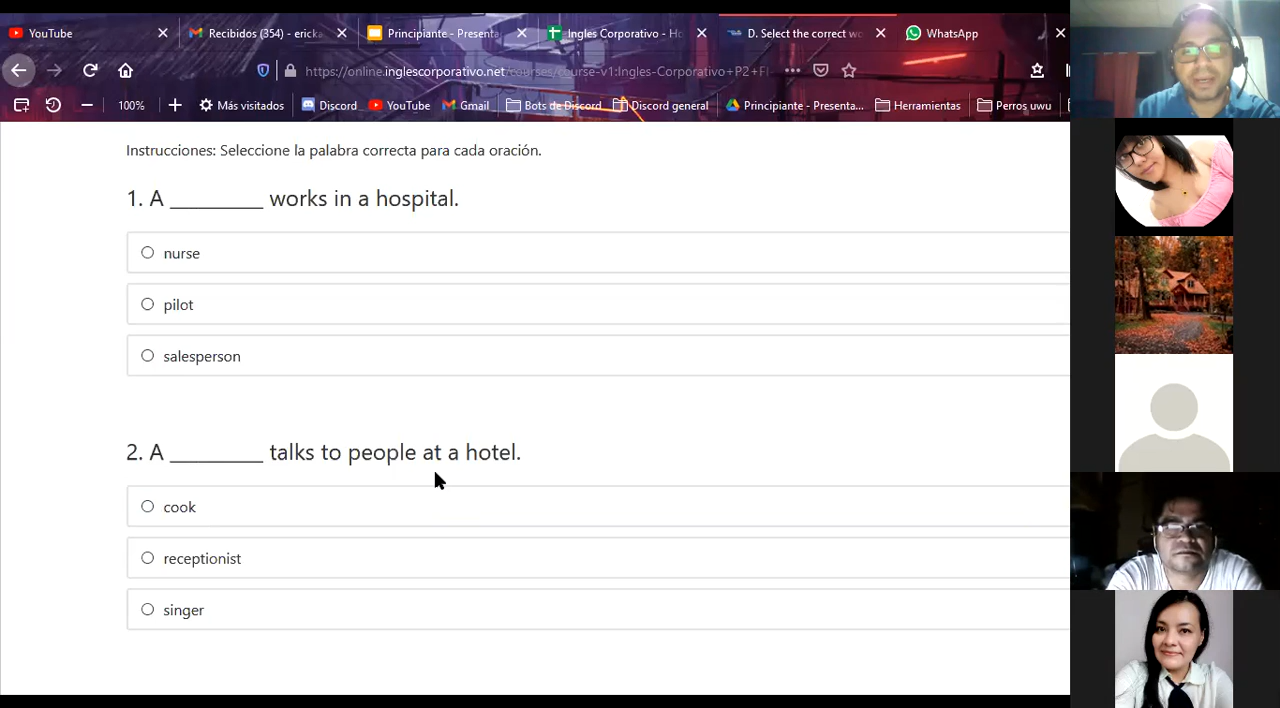 YouTube
Recibidos (354) - ericka
Principiante - Presenta
Ingles Corporativo - Ho
D. Select the correct wo
WhatsApp
https://online.inglescorporativo.net/courses/course-v1:Ingles-Corporativo+P2+FI
100%
Más visitados
Discord
YouTube
Gmail
Bots de Discord
Discord general
Principiante - Presenta...
Herramientas
Perros uwu
Instrucciones: Seleccione la palabra correcta para cada oración.
1. A _________ works in a hospital.
nurse
pilot
salesperson
2. A _________ talks to people at a hotel.
cook
receptionist
singer